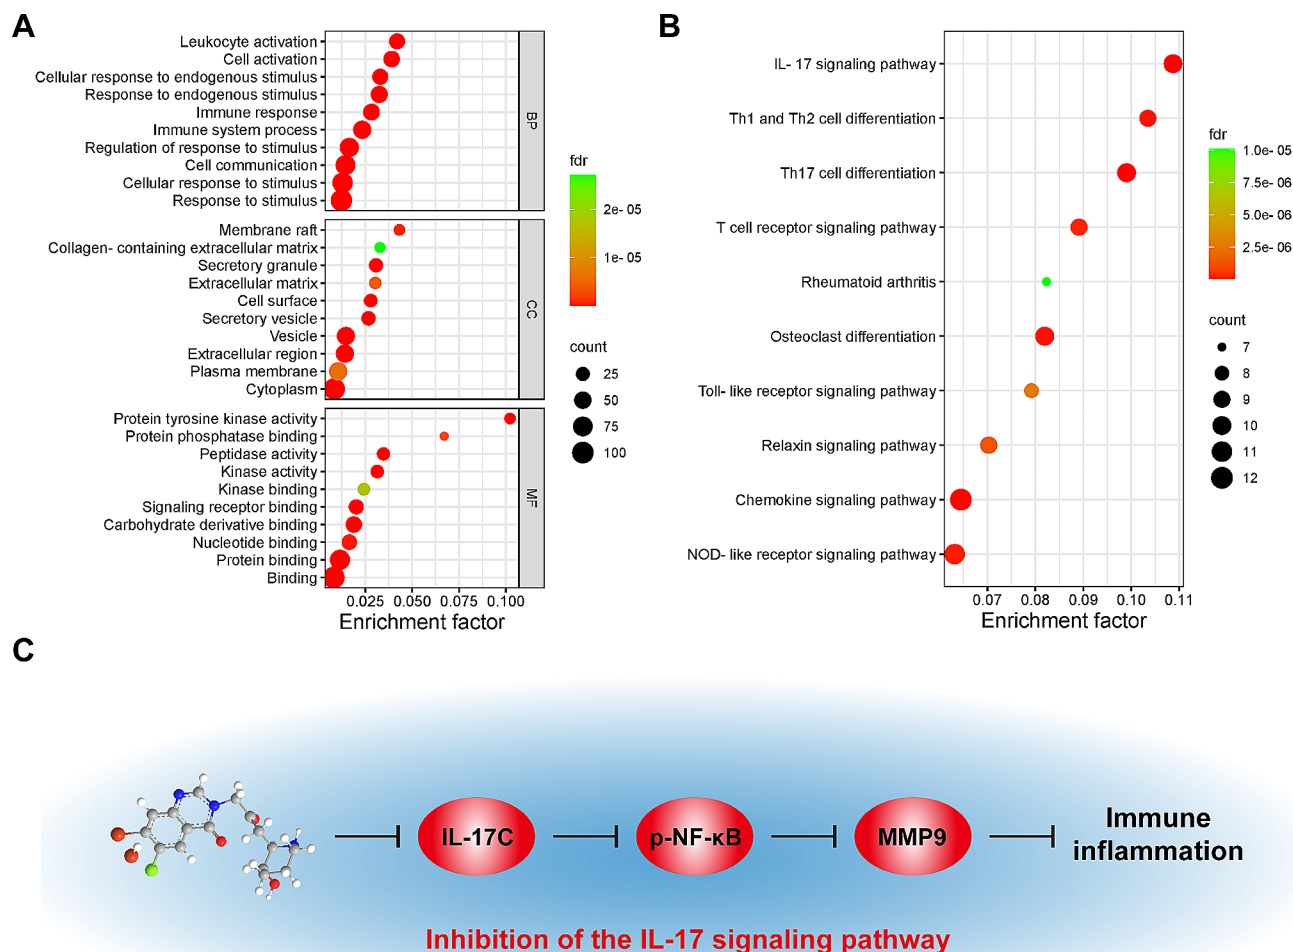 A
Leukocyte activation
Cell activation
Cellular response to endogenous stimulus
Response to endogenous stimulus
Immune response
Immune system process
Regulation of response to stimulus
Cell communication
Cellular response to stimulus
Response to stimulus
BP
Membrane raft
Collagen- containing extracellular matrix
Secretory granule
Extracellular matrix
Cell surface
Secretory vesicle
Vesicle
Extracellular region
Plasma membrane
Cytoplasm
CC
Protein tyrosine kinase activity
Protein phosphatase binding
Peptidase activity
Kinase activity
Kinase binding
Signaling receptor binding
Carbohydrate derivative binding
Nucleotide binding
Protein binding
Binding
MF
0.025 0.050 0.075 0.100
Enrichment factor
fdr
2e- 05
1e- 05
count
25
50
75
100
B
IL- 17 signaling pathway
Th1 and Th2 cell differentiation
Th17 cell differentiation
T cell receptor signaling pathway
Rheumatoid arthritis
Osteoclast differentiation
Toll- like receptor signaling pathway
Relaxin signaling pathway
Chemokine signaling pathway
NOD- like receptor signaling pathway
0.07 0.08 0.09 0.10 0.11
Enrichment factor
fdr
1.0e- 05
7.5e- 06
5.0e- 06
2.5e- 06
count
7
8
9
10
11
12
C
IL-17C
p-NF-κB
MMP9
Immune
inflammation
Inhibition of the IL-17 signaling pathway